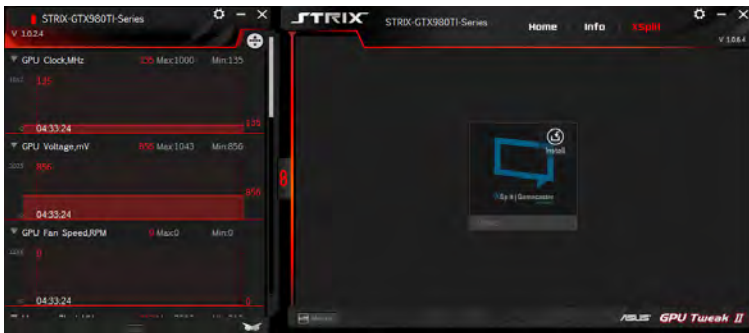 STRIX-GTX980TI-Series
V 1.0.2.4
GPU Clock,MHz 135 Max:1000 Min:135
135
135
04:33:24
GPU Voltage,mV 856 Max:1043 Min:856
856
856
04:33:24
GPU Fan Speed,RPM 0 Max:0 Min:0
0
0
04:33:24
STRIX STRIX-GTX980TI-Series Home Info XSplit
V 1.0.6.4
Install
XSplit | Gamecaster
ASUS GPU Tweak II